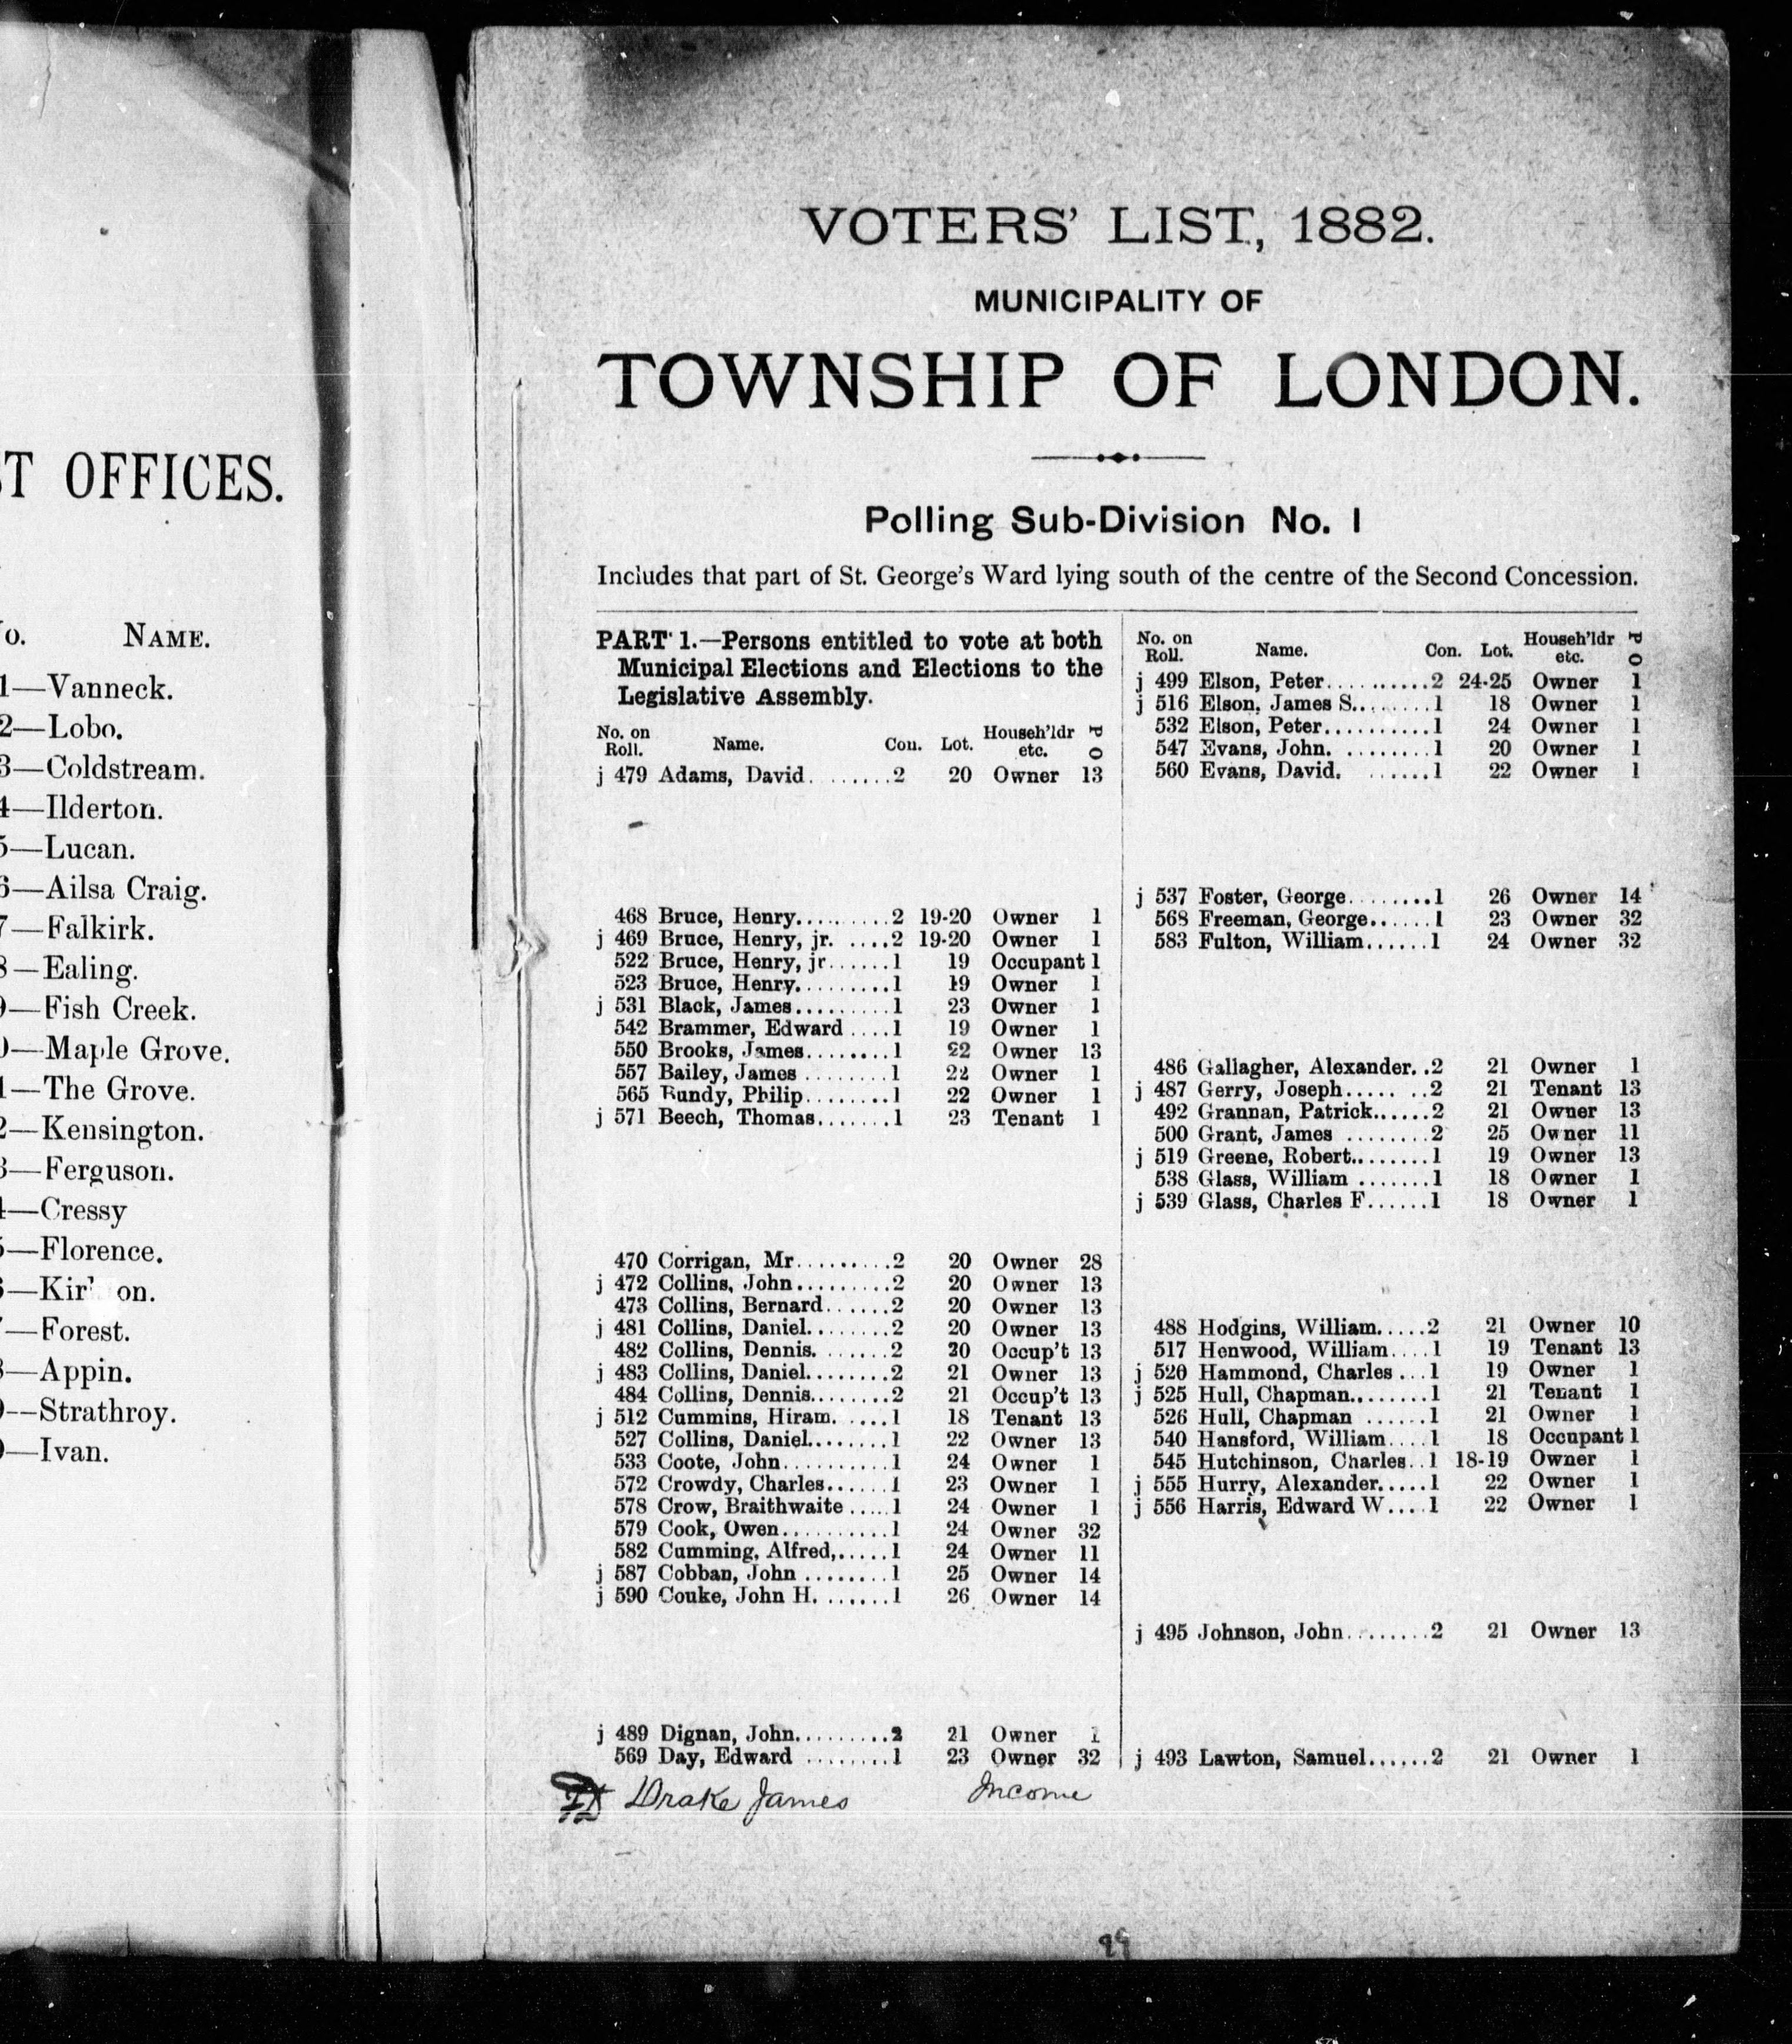 T OFFICES.
o. NAME.
1—Vanneck.
2—Lobo.
3—Coldstream.
4—Ilderton.
5—Lucan.
6—Ailsa Craig.
7—Falkirk.
8—Ealing.
9—Fish Creek.
0—Maple Grove.
1—The Grove.
2—Kensington.
3—Ferguson.
4—Cressy
5—Florence.
6—Kir on.
7—Forest.
8—Appin.
9—Strathroy.
0—Ivan.
VOTERS' LIST, 1882.
MUNICIPALITY OF
TOWNSHIP OF LONDON.
Polling Sub-Division No. 1
Includes that part of St. George's Ward lying south of the centre of the Second Concession.
PART 1.—Persons entitled to vote at both
Municipal Elections and Elections to the
Legislative Assembly.
No. on Roll. Name. Con. Lot. Househ'ldr etc. P O
j 479 Adams, David........2 20 Owner 13
468 Bruce, Henry.........2 19-20 Owner 1
j 469 Bruce, Henry, jr. ....2 19-20 Owner 1
522 Bruce, Henry, jr......1 19 Occupant 1
523 Bruce, Henry.........1 19 Owner 1
j 531 Black, James.........1 23 Owner 1
542 Brammer, Edward ....1 19 Owner 1
550 Brooks, James........1 22 Owner 13
557 Bailey, James ........1 22 Owner 1
565 Bundy, Philip........1 22 Owner 1
j 571 Beech, Thomas.......1 23 Tenant 1
470 Corrigan, Mr.........2 20 Owner 28
j 472 Collins, John.........2 20 Owner 13
473 Collins, Bernard......2 20 Owner 13
j 481 Collins, Daniel........2 20 Owner 13
482 Collins, Dennis. ......2 20 Occup't 13
j 483 Collins, Daniel........2 21 Owner 13
484 Collins, Dennis.......2 21 Occup't 13
j 512 Cummins, Hiram. ....1 18 Tenant 13
527 Collins, Daniel........1 22 Owner 13
533 Coote, John..........1 24 Owner 1
572 Crowdy, Charles......1 23 Owner 1
578 Crow, Braithwaite ....1 24 Owner 1
579 Cook, Owen..........1 24 Owner 32
582 Cumming, Alfred,.....1 24 Owner 11
j 587 Cobban, John ........1 25 Owner 14
j 590 Couke, John H. ......1 26 Owner 14
j 489 Dignan, John.........2 21 Owner 1
569 Day, Edward ........1 23 Owner 32
Drake James Income
No. on Roll. Name. Con. Lot. Househ'ldr etc. P O
j 499 Elson, Peter..........2 24-25 Owner 1
j 516 Elson, James S........1 18 Owner 1
532 Elson, Peter..........1 24 Owner 1
547 Evans, John. ........1 20 Owner 1
560 Evans, David. ......1 22 Owner 1
j 537 Foster, George........1 26 Owner 14
568 Freeman, George......1 23 Owner 32
583 Fulton, William......1 24 Owner 32
486 Gallagher, Alexander. .2 21 Owner 1
j 487 Gerry, Joseph..... ..2 21 Tenant 13
492 Grannan, Patrick......2 21 Owner 13
500 Grant, James ........2 25 Owner 11
j 519 Greene, Robert........1 19 Owner 13
538 Glass, William .......1 18 Owner 1
j 539 Glass, Charles F......1 18 Owner 1
488 Hodgins, William.....2 21 Owner 10
517 Henwood, William....1 19 Tenant 13
j 520 Hammond, Charles ...1 19 Owner 1
j 525 Hull, Chapman........1 21 Tenant 1
526 Hull, Chapman ......1 21 Owner 1
540 Hansford, William....1 18 Occupant 1
545 Hutchinson, Charles..1 18-19 Owner 1
j 555 Hurry, Alexander.....1 22 Owner 1
j 556 Harris, Edward W....1 22 Owner 1
j 495 Johnson, John........2 21 Owner 13
j 493 Lawton, Samuel......2 21 Owner 1